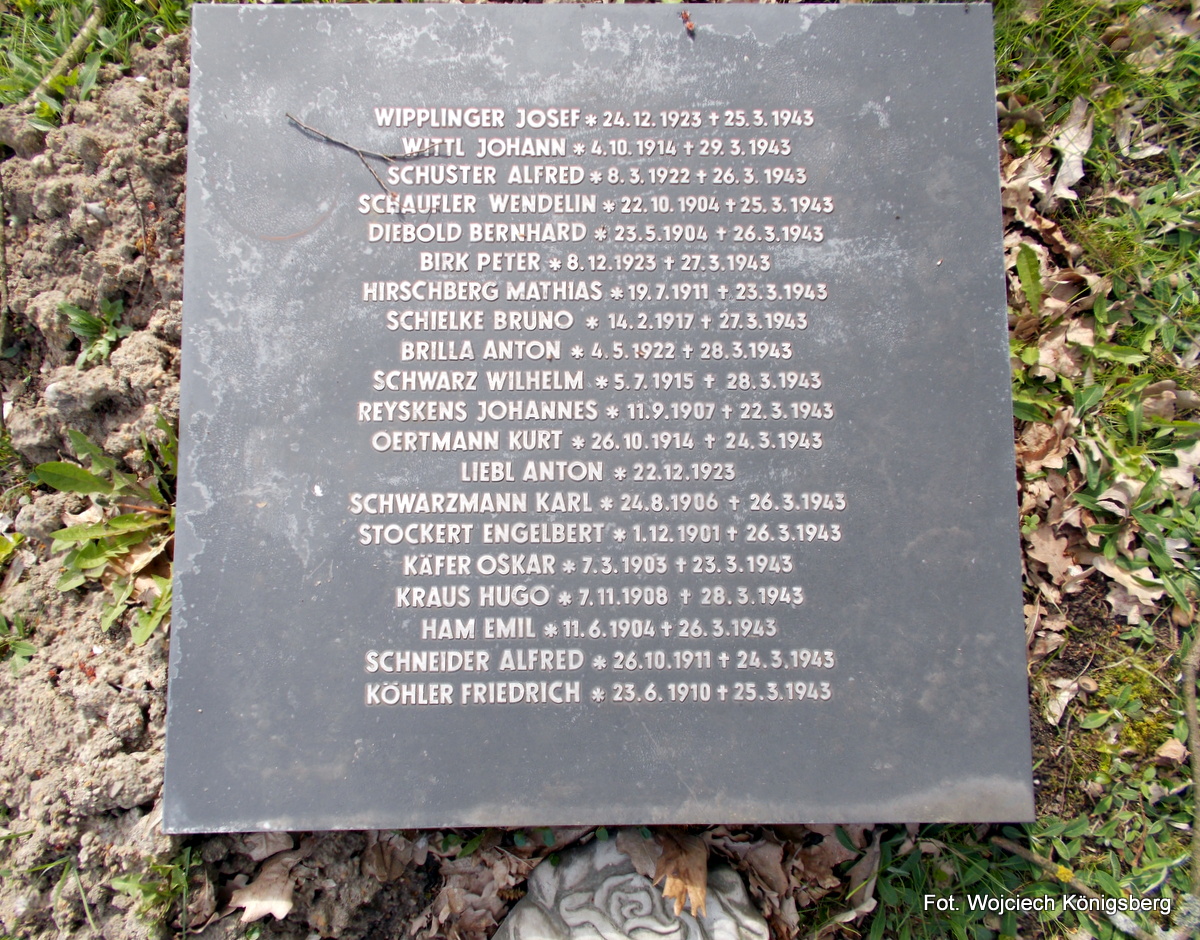 WIPPLINGER JOSEF * 24.12.1923 † 25.3.1943
WITTL JOHANN * 4.10.1914 † 29.3.1943
SCHUSTER ALFRED * 8.3.1922 † 26.3.1943
SCHAUFLER WENDELIN * 22.10.1904 † 25.3.1943
DIEBOLD BERNHARD * 23.5.1904 † 26.3.1943
BIRK PETER * 8.12.1923 † 27.3.1943
HIRSCHBERG MATHIAS * 19.7.1911 † 23.3.1943
SCHIELKE BRUNO * 14.2.1917 † 27.3.1943
BRILLA ANTON * 4.5.1922 † 28.3.1943
SCHWARZ WILHELM * 5.7.1915 † 28.3.1943
REYSKENS JOHANNES * 11.9.1907 † 22.3.1943
OERTMANN KURT * 26.10.1914 † 24.3.1943
LIEBL ANTON * 22.12.1923
SCHWARZMANN KARL * 24.8.1906 † 26.3.1943
STOCKERT ENGELBERT * 1.12.1901 † 26.3.1943
KÄFER OSKAR * 7.3.1903 † 23.3.1943
KRAUS HUGO * 7.11.1908 † 28.3.1943
HAM EMIL * 11.6.1904 † 26.3.1943
SCHNEIDER ALFRED * 26.10.1911 † 24.3.1943
KÖHLER FRIEDRICH * 23.6.1910 † 25.3.1943
Fot. Wojciech Königsberg